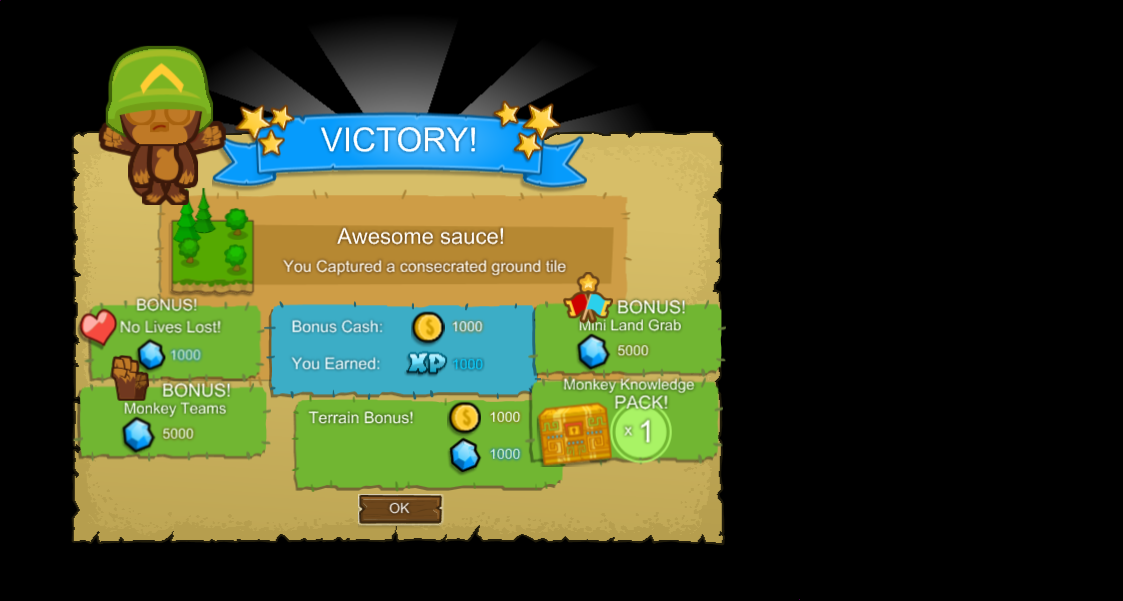 VICTORY!
Awesome sauce!
You Captured a consecrated ground tile
BONUS!
No Lives Lost!
1000
BONUS!
Monkey Teams
5000
Bonus Cash: 1000
You Earned: XP 1000
Terrain Bonus! 1000
1000
BONUS!
Mini Land Grab
5000
Monkey Knowledge
PACK!
x 1
OK